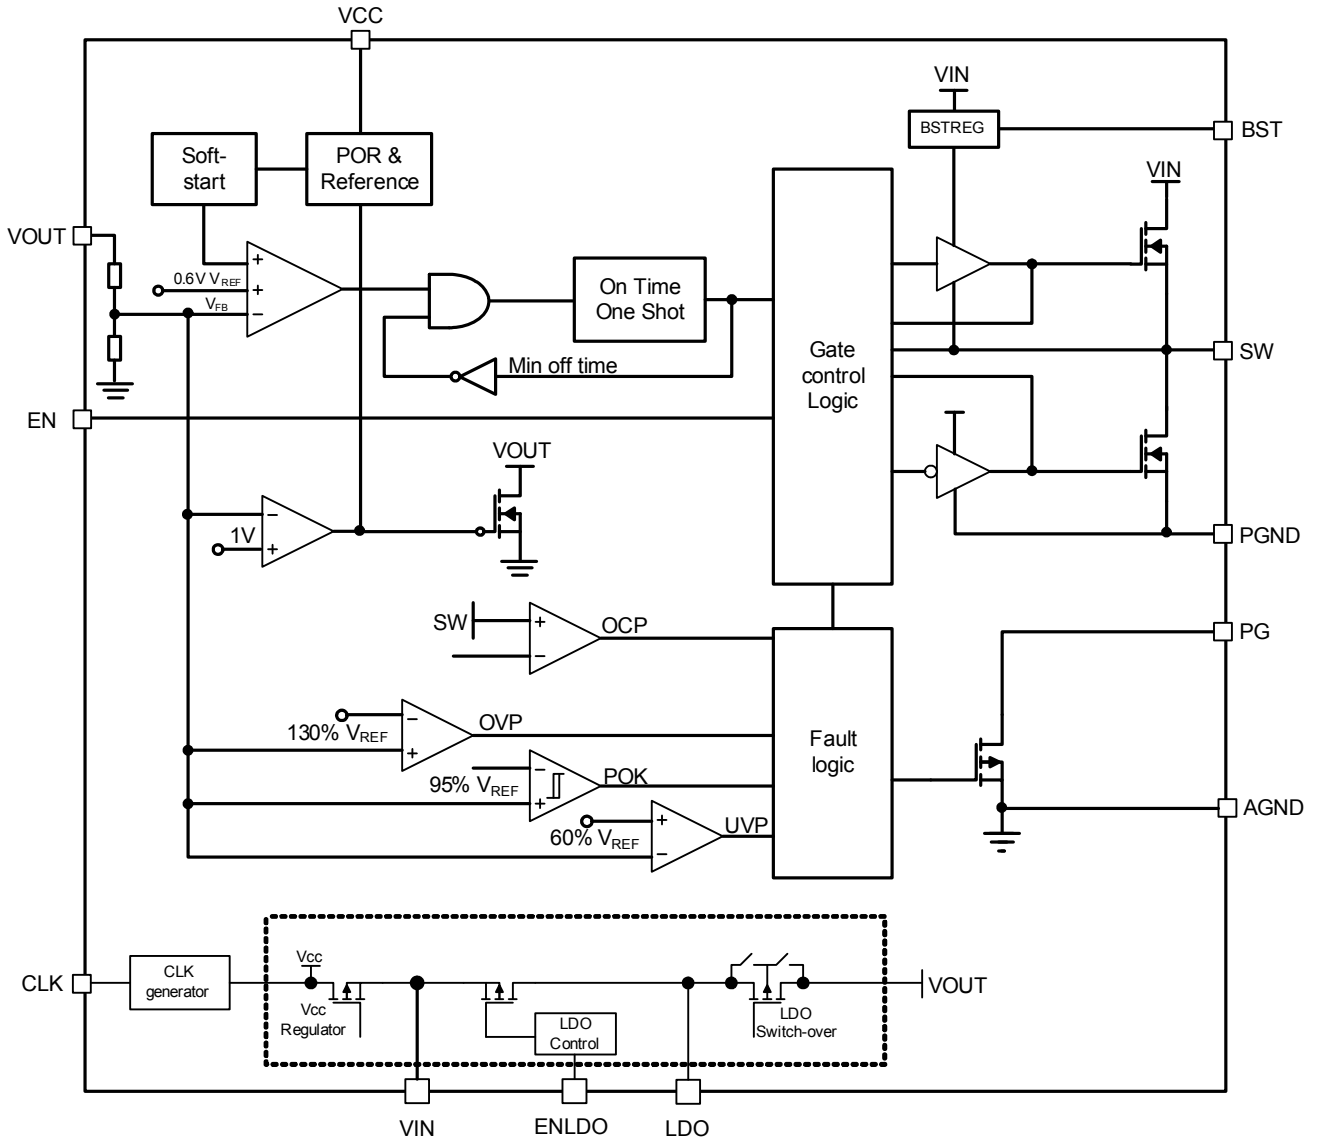 VCC
VIN
BSTREG
BST
Soft-
start
POR &
Reference
VIN
VOUT
0.6V VREF
+
+
VFB
−
On Time
One Shot
Min off time
Gate
control
Logic
SW
EN
VOUT
−
1V
+
PGND
SW
+
−
OCP
PG
130% VREF
−
+
OVP
95% VREF
−
+
POK
60% VREF
+
−
UVP
Fault
logic
AGND
CLK
CLK
generator
Vcc
Vcc
Regulator
LDO
Control
LDO
Switch-over
VOUT
VIN
ENLDO
LDO